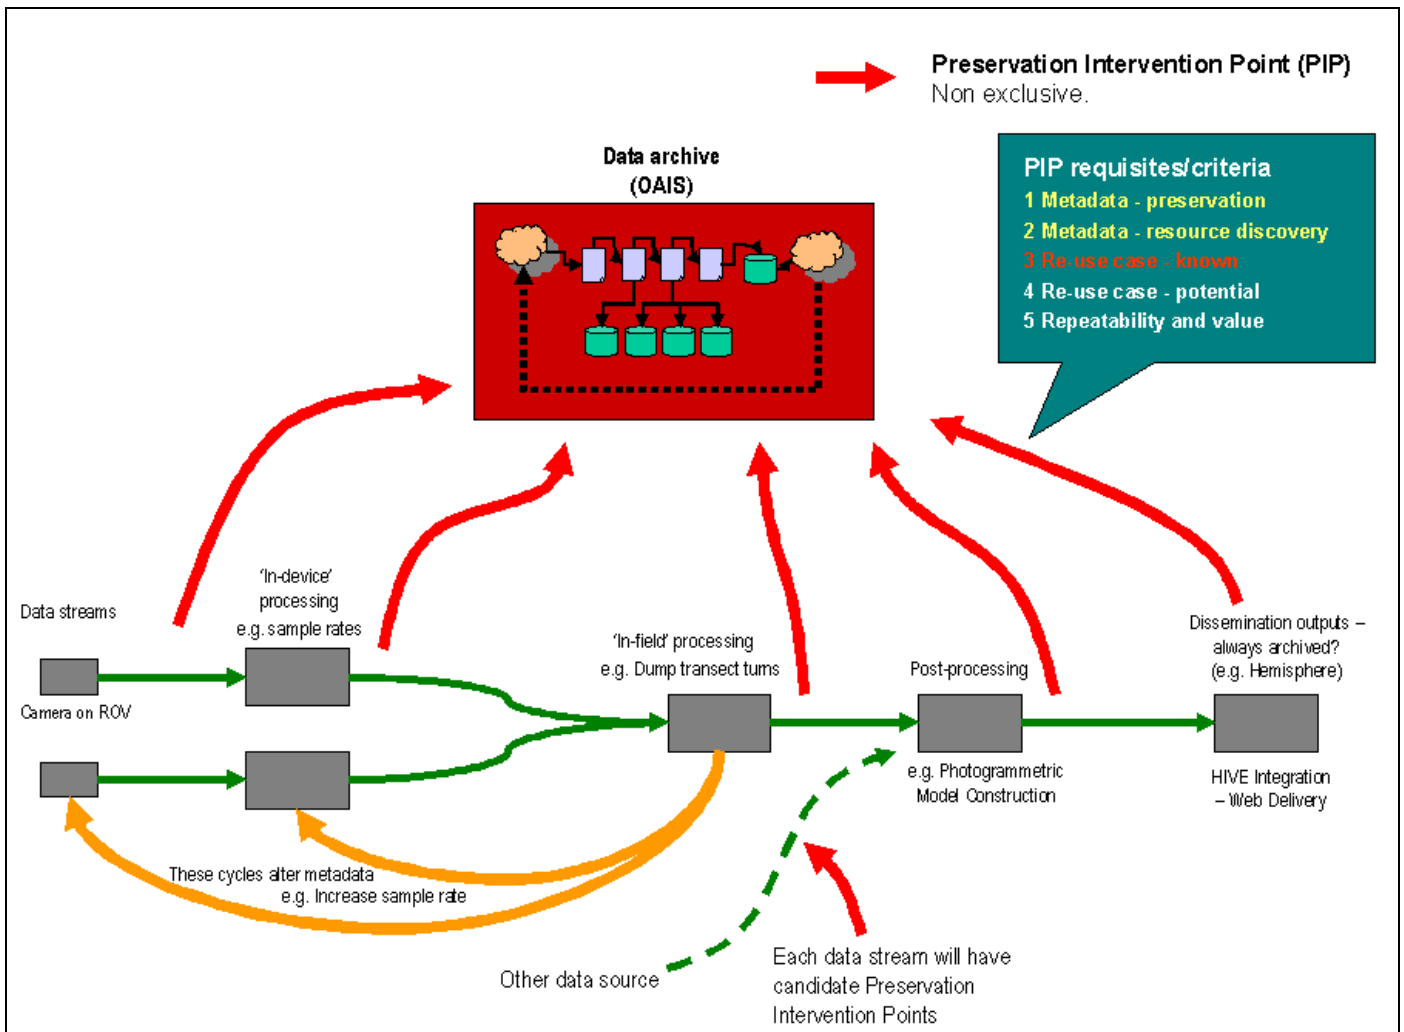 Preservation Intervention Point (PIP)
Non exclusive.
Data archive
(OAIS)
PIP requisites/criteria
1 Metadata - preservation
2 Metadata - resource discovery
3 Re-use case - known
4 Re-use case - potential
5 Repeatability and value
Data streams
'In-device'
processing
e.g. sample rates
Camera on ROV
'In-field' processing
e.g. Dump transect turns
Post-processing
e.g. Photogrammetric
Model Construction
Dissemination outputs –
always archived?
(e.g. Hemisphere)
HIVE Integration
– Web Delivery
These cycles alter metadata
e.g. Increase sample rate
Other data source
Each data stream will have
candidate Preservation
Intervention Points